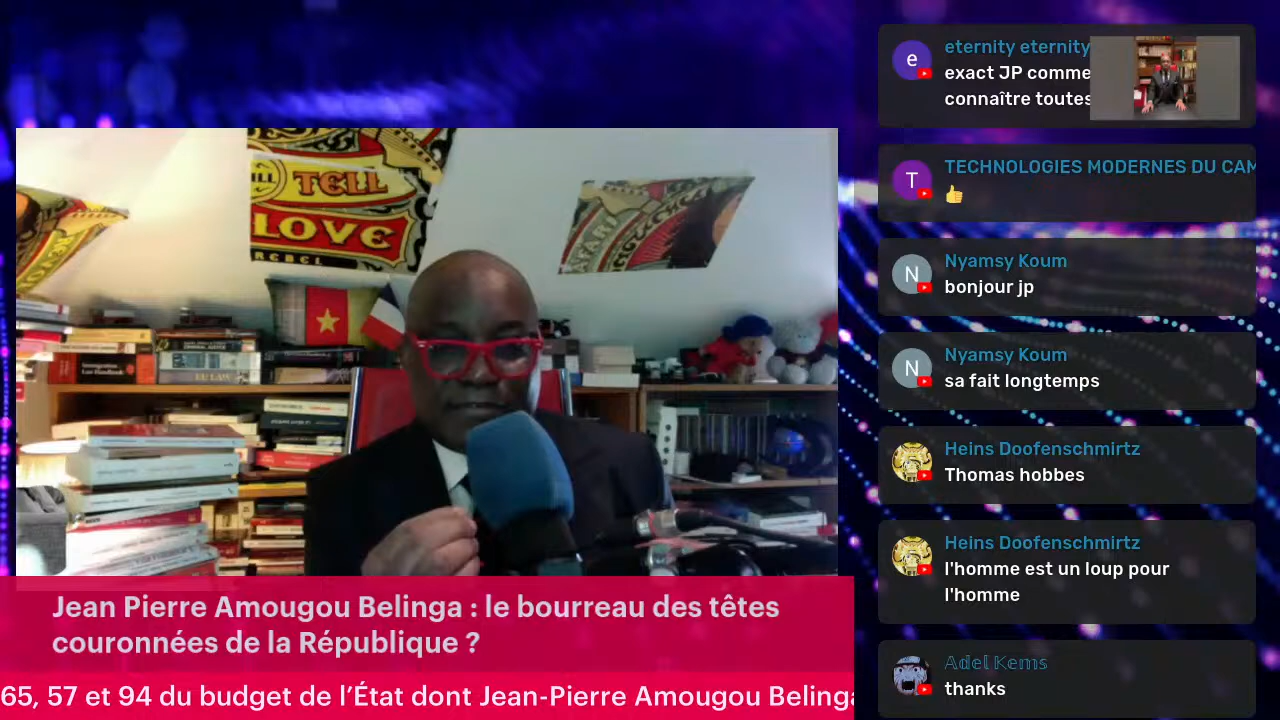 TELL
LOVE
REBEL
EU LAW
Jean Pierre Amougou Belinga : le bourreau des têtes
couronnées de la République ?
65, 57 et 94 du budget de l’État dont Jean-Pierre Amougou Belinga
e
eternity eternity
exact JP comme
connaître toutes
T
TECHNOLOGIES MODERNES DU CAM
👍
N
Nyamsy Koum
bonjour jp
N
Nyamsy Koum
sa fait longtemps
Heins Doofenschmirtz
Thomas hobbes
Heins Doofenschmirtz
l'homme est un loup pour
l'homme
𝔸𝕕𝕖𝕝 𝕂𝕖𝕞𝕤
thanks